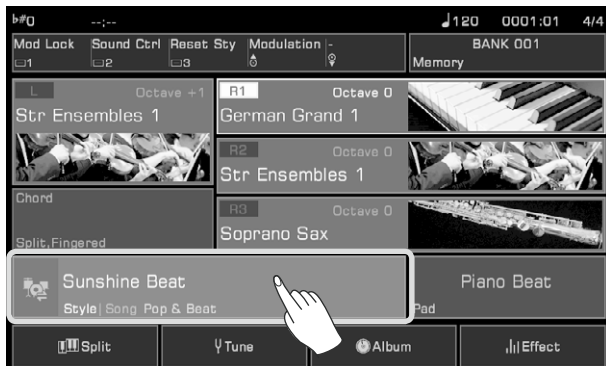 ♭#0 --;-- ♩120 0001:01 4/4
Mod Lock Sound Ctrl Reset Sty Modulation - BANK 001
1 2 3 Memory
L Octave +1
Str Ensembles 1
R1 Octave 0
German Grand 1
R2 Octave 0
Str Ensembles 1
Chord
Split,Fingered
R3 Octave 0
Soprano Sax
Sunshine Beat
Style | Song Pop & Beat
Piano Beat
Pad
Split Tune Album Effect